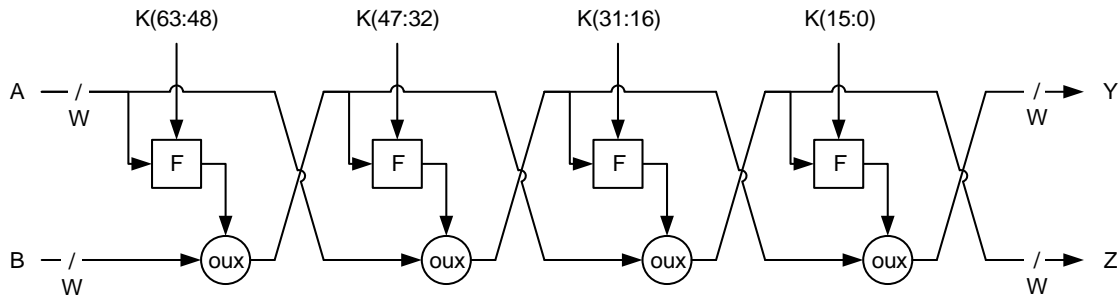 K(63:48) K(47:32) K(31:16) K(15:0)
A / / Y
W W
F F F F
B / oux oux oux oux / Z
W W